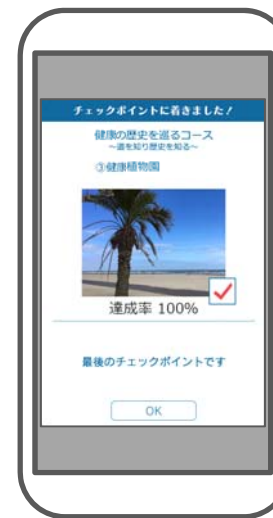 チェックポイントに着きました！
健康の歴史を巡るコース
～道を知り歴史を知る～
③健康植物園
達成率 100%
最後のチェックポイントです
OK